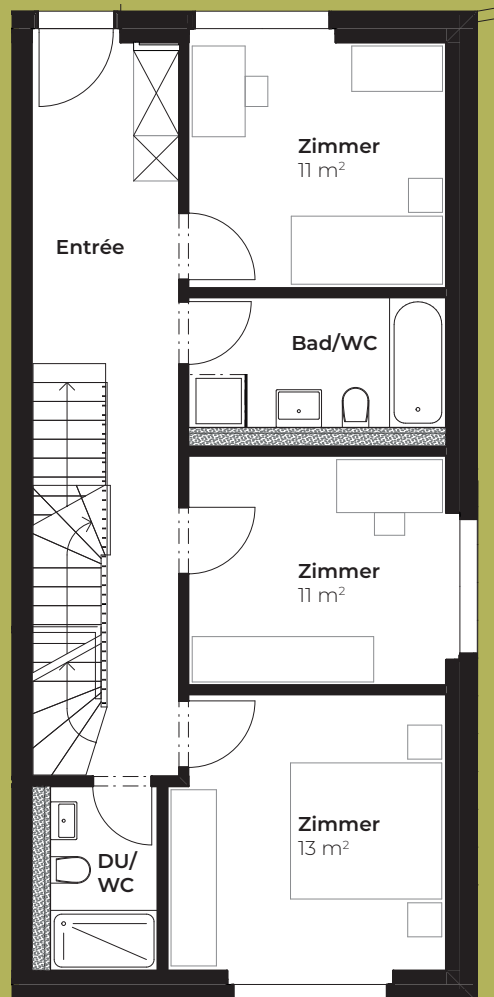 Zimmer
11 m²
Entrée
Bad/WC
Zimmer
11 m²
Zimmer
13 m²
DU/
WC